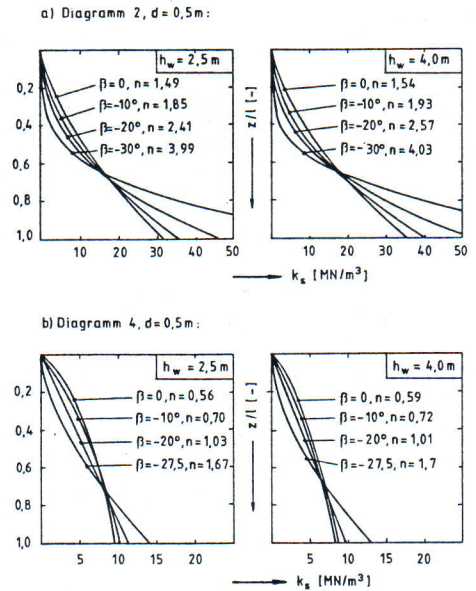 a) Diagramm 2, d = 0,5m :
h_w = 2,5 m
β=0, n=1,49
β=-10°, n=1,85
β=-20°, n=2,41
β=-30°, n=3,99
0,2
0,4
0,6
0,8
1,0
0 10 20 30 40 50
z/l [-]
h_w = 4,0 m
β=0, n=1,54
β=-10°, n=1,93
β=-20°, n=2,57
β=-30°, n=4,03
0 10 20 30 40 50
k_s [MN/m³]
b) Diagramm 4, d=0,5m :
h_w = 2,5 m
β=0, n=0,56
β=-10°, n=0,70
β=-20°, n=1,03
β=-27,5, n=1,67
0,2
0,4
0,6
0,8
1,0
5 10 15 20
z/l [-]
h_w = 4,0 m
β=0, n=0,59
β=-10°, n=0,72
β=-20°, n=1,01
β=-27,5, n=1,7
5 10 15 20
k_s [MN/m³]